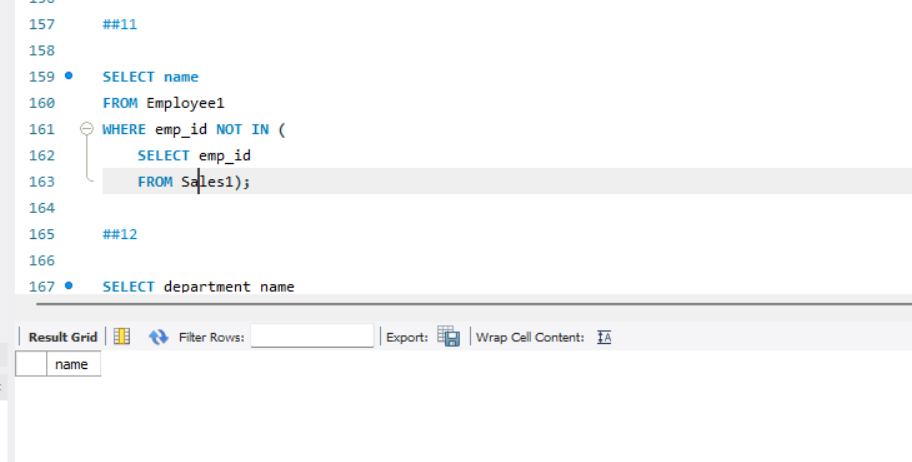 157 ##11
158
159 SELECT name
160 FROM Employee1
161 WHERE emp_id NOT IN (
162 SELECT emp_id
163 FROM Sales1);
164
165 ##12
166
167 SELECT department name
Result Grid Filter Rows: Export: Wrap Cell Content: IA
name